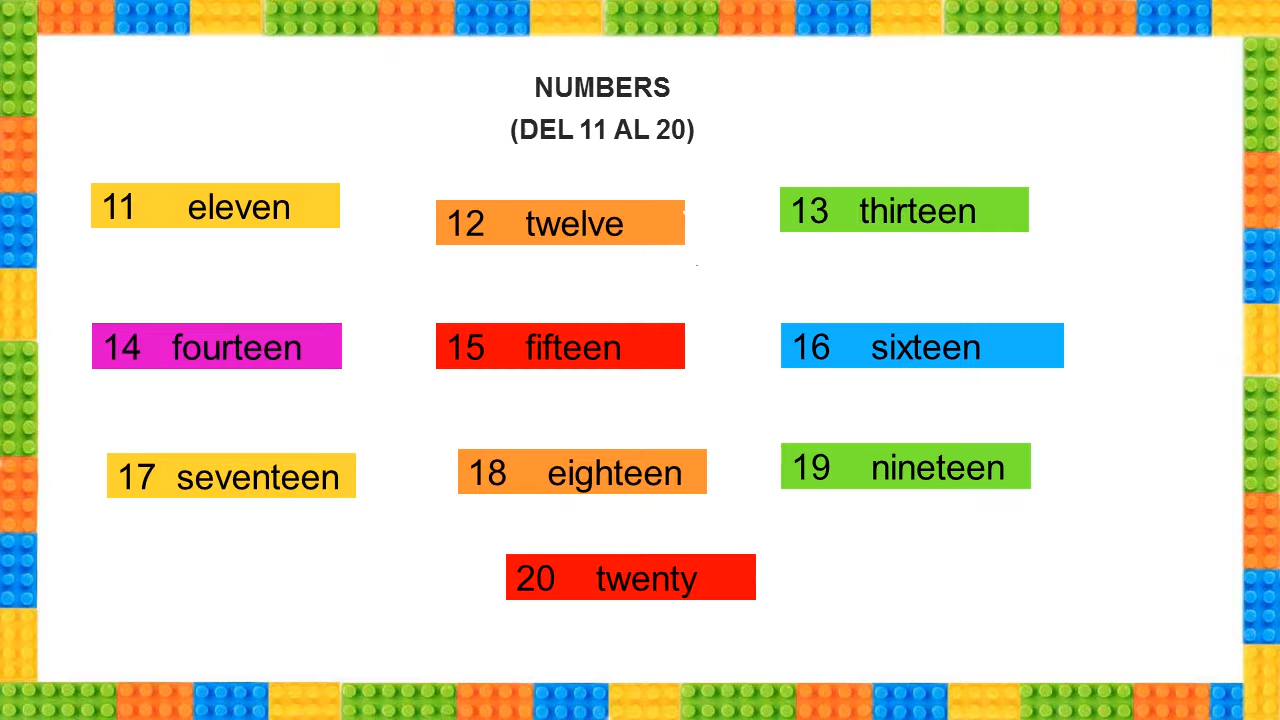 NUMBERS
(DEL 11 AL 20)
11 eleven
12 twelve
13 thirteen
14 fourteen
15 fifteen
16 sixteen
17 seventeen
18 eighteen
19 nineteen
20 twenty